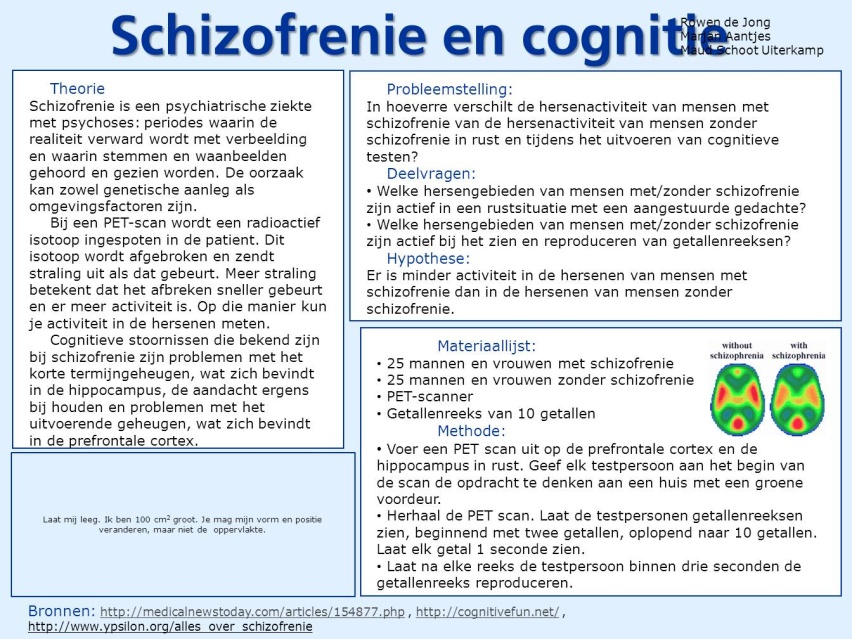 Schizofrenie en cognitie
Rowen de Jong
Marjan Aantjes
Maud Schoot Uiterkamp
Theorie
Schizofrenie is een psychiatrische ziekte
met psychoses: periodes waarin de
realiteit verward wordt met verbeelding
en waarin stemmen en waanbeelden
gehoord en gezien worden. De oorzaak
kan zowel genetische aanleg als
omgevingsfactoren zijn.
Bij een PET-scan wordt een radioactief
isotoop ingespoten in de patient. Dit
isotoop wordt afgebroken en zendt
straling uit als dat gebeurt. Meer straling
betekent dat het afbreken sneller gebeurt
en er meer activiteit is. Op die manier kun
je activiteit in de hersenen meten.
Cognitieve stoornissen die bekend zijn
bij schizofrenie zijn problemen met het
korte termijngeheugen, wat zich bevindt
in de hippocampus, de aandacht ergens
bij houden en problemen met het
uitvoerende geheugen, wat zich bevindt
in de prefrontale cortex.
Probleemstelling:
In hoeverre verschilt de hersenactiviteit van mensen met
schizofrenie van de hersenactiviteit van mensen zonder
schizofrenie in rust en tijdens het uitvoeren van cognitieve
testen?
Deelvragen:
• Welke hersengebieden van mensen met/zonder schizofrenie
zijn actief in een rustsituatie met een aangestuurde gedachte?
• Welke hersengebieden van mensen met/zonder schizofrenie
zijn actief bij het zien en reproduceren van getallenreeksen?
Hypothese:
Er is minder activiteit in de hersenen van mensen met
schizofrenie dan in de hersenen van mensen zonder
schizofrenie.
Materiaallijst:
• 25 mannen en vrouwen met schizofrenie
• 25 mannen en vrouwen zonder schizofrenie
• PET-scanner
• Getallenreeks van 10 getallen
without schizophrenia
with schizophrenia
Methode:
• Voer een PET scan uit op de prefrontale cortex en de
hippocampus in rust. Geef elk testpersoon aan het begin van
de scan de opdracht te denken aan een huis met een groene
voordeur.
• Herhaal de PET scan. Laat de testpersonen getallenreeksen
zien, beginnend met twee getallen, oplopend naar 10 getallen.
Laat elk getal 1 seconde zien.
• Laat na elke reeks de testpersoon binnen drie seconden de
getallenreeks reproduceren.
Laat mij leeg. Ik ben 100 cm² groot. Je mag mijn vorm en positie
veranderen, maar niet de oppervlakte.
Bronnen: http://medicalnewstoday.com/articles/154877.php , http://cognitivefun.net/ ,
http://www.ypsilon.org/alles_over_schizofrenie